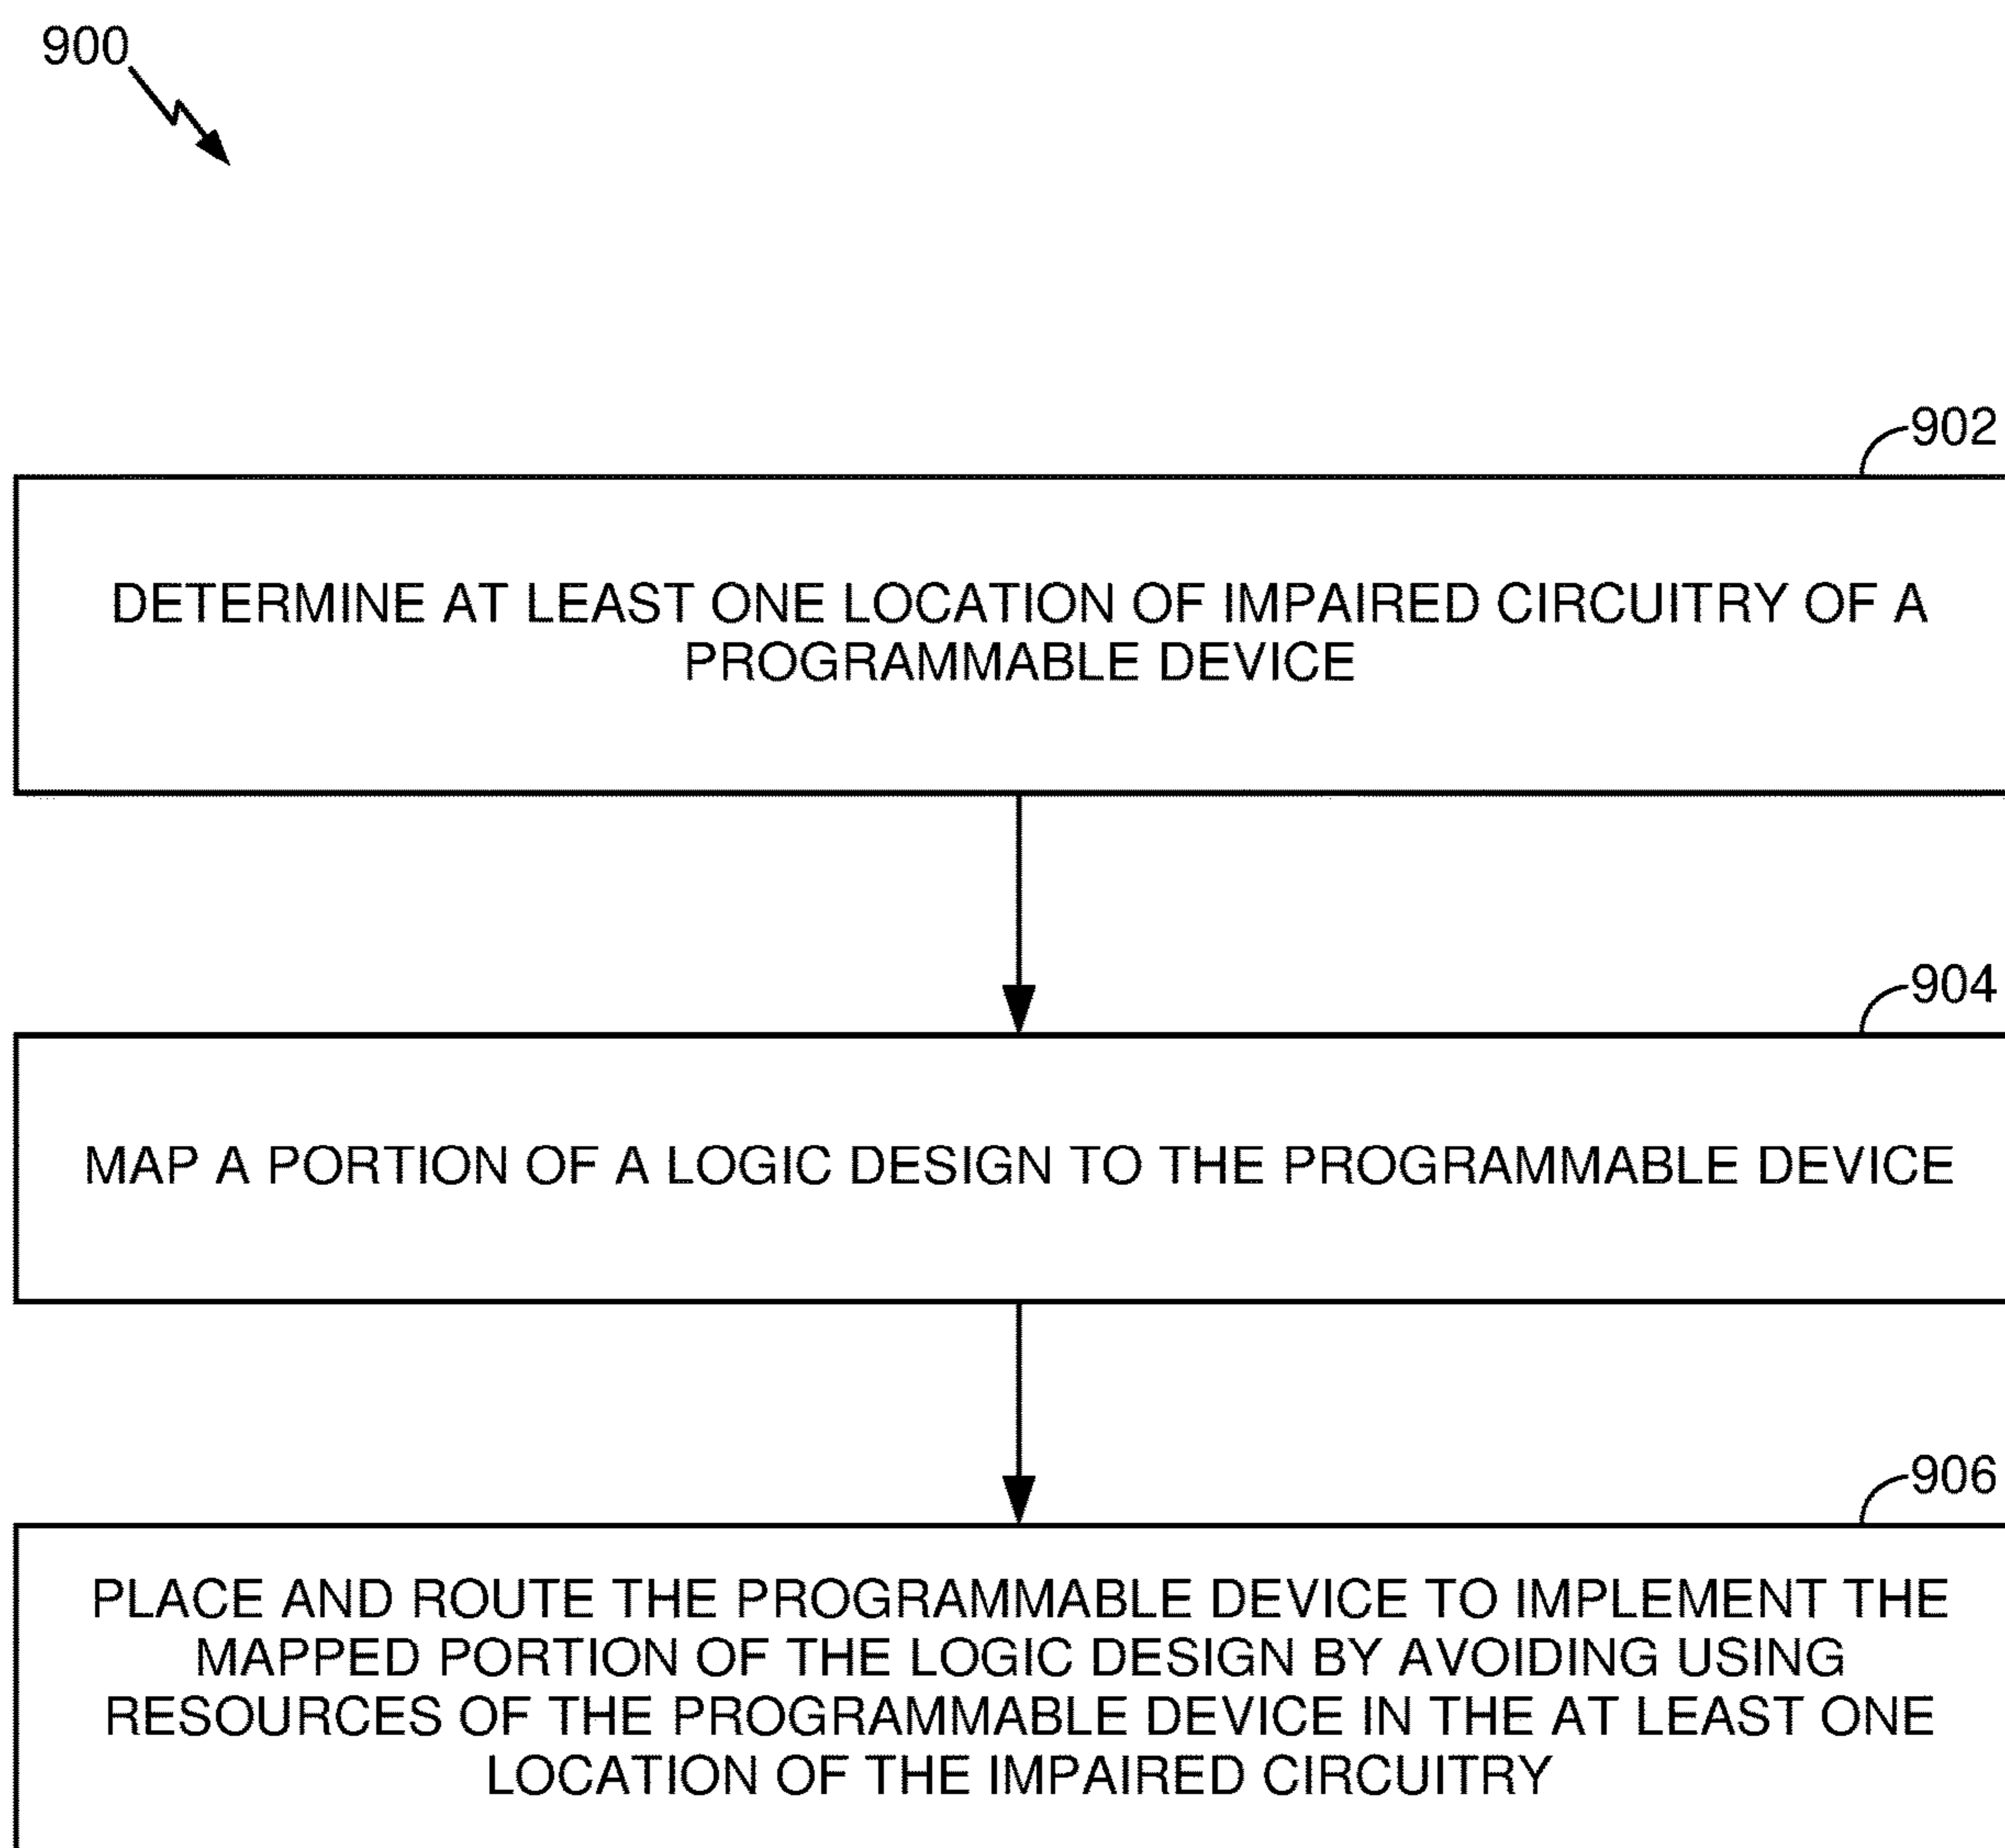 900
902
DETERMINE AT LEAST ONE LOCATION OF IMPAIRED CIRCUITRY OF A
PROGRAMMABLE DEVICE
904
MAP A PORTION OF A LOGIC DESIGN TO THE PROGRAMMABLE DEVICE
906
PLACE AND ROUTE THE PROGRAMMABLE DEVICE TO IMPLEMENT THE
MAPPED PORTION OF THE LOGIC DESIGN BY AVOIDING USING
RESOURCES OF THE PROGRAMMABLE DEVICE IN THE AT LEAST ONE
LOCATION OF THE IMPAIRED CIRCUITRY